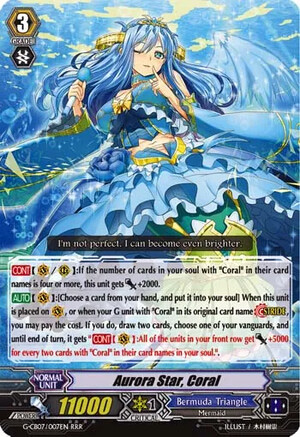 3
GRADE
I'm not perfect. I can become even brighter.
CONT [ / ]:If the number of cards in your soul with "Coral" in their card
names is four or more, this unit gets +2000.
AUTO [ ]:[Choose a card from your hand, and put it into your soul] When this unit
is placed on , or when your G unit with "Coral" in its original card name STRIDE,
you may pay the cost. If you do, draw two cards, choose one of your vanguards, and
until end of turn, it gets "CONT [ ]:All of the units in your front row get +5000
for every two cards with "Coral" in their card names in your soul.".
NORMAL UNIT
Aurora Star, Coral
POWER
11000
1
CRITICAL
Bermuda Triangle
Mermaid
G-CB07/007EN RRR
ILLUST / 木村樹崇